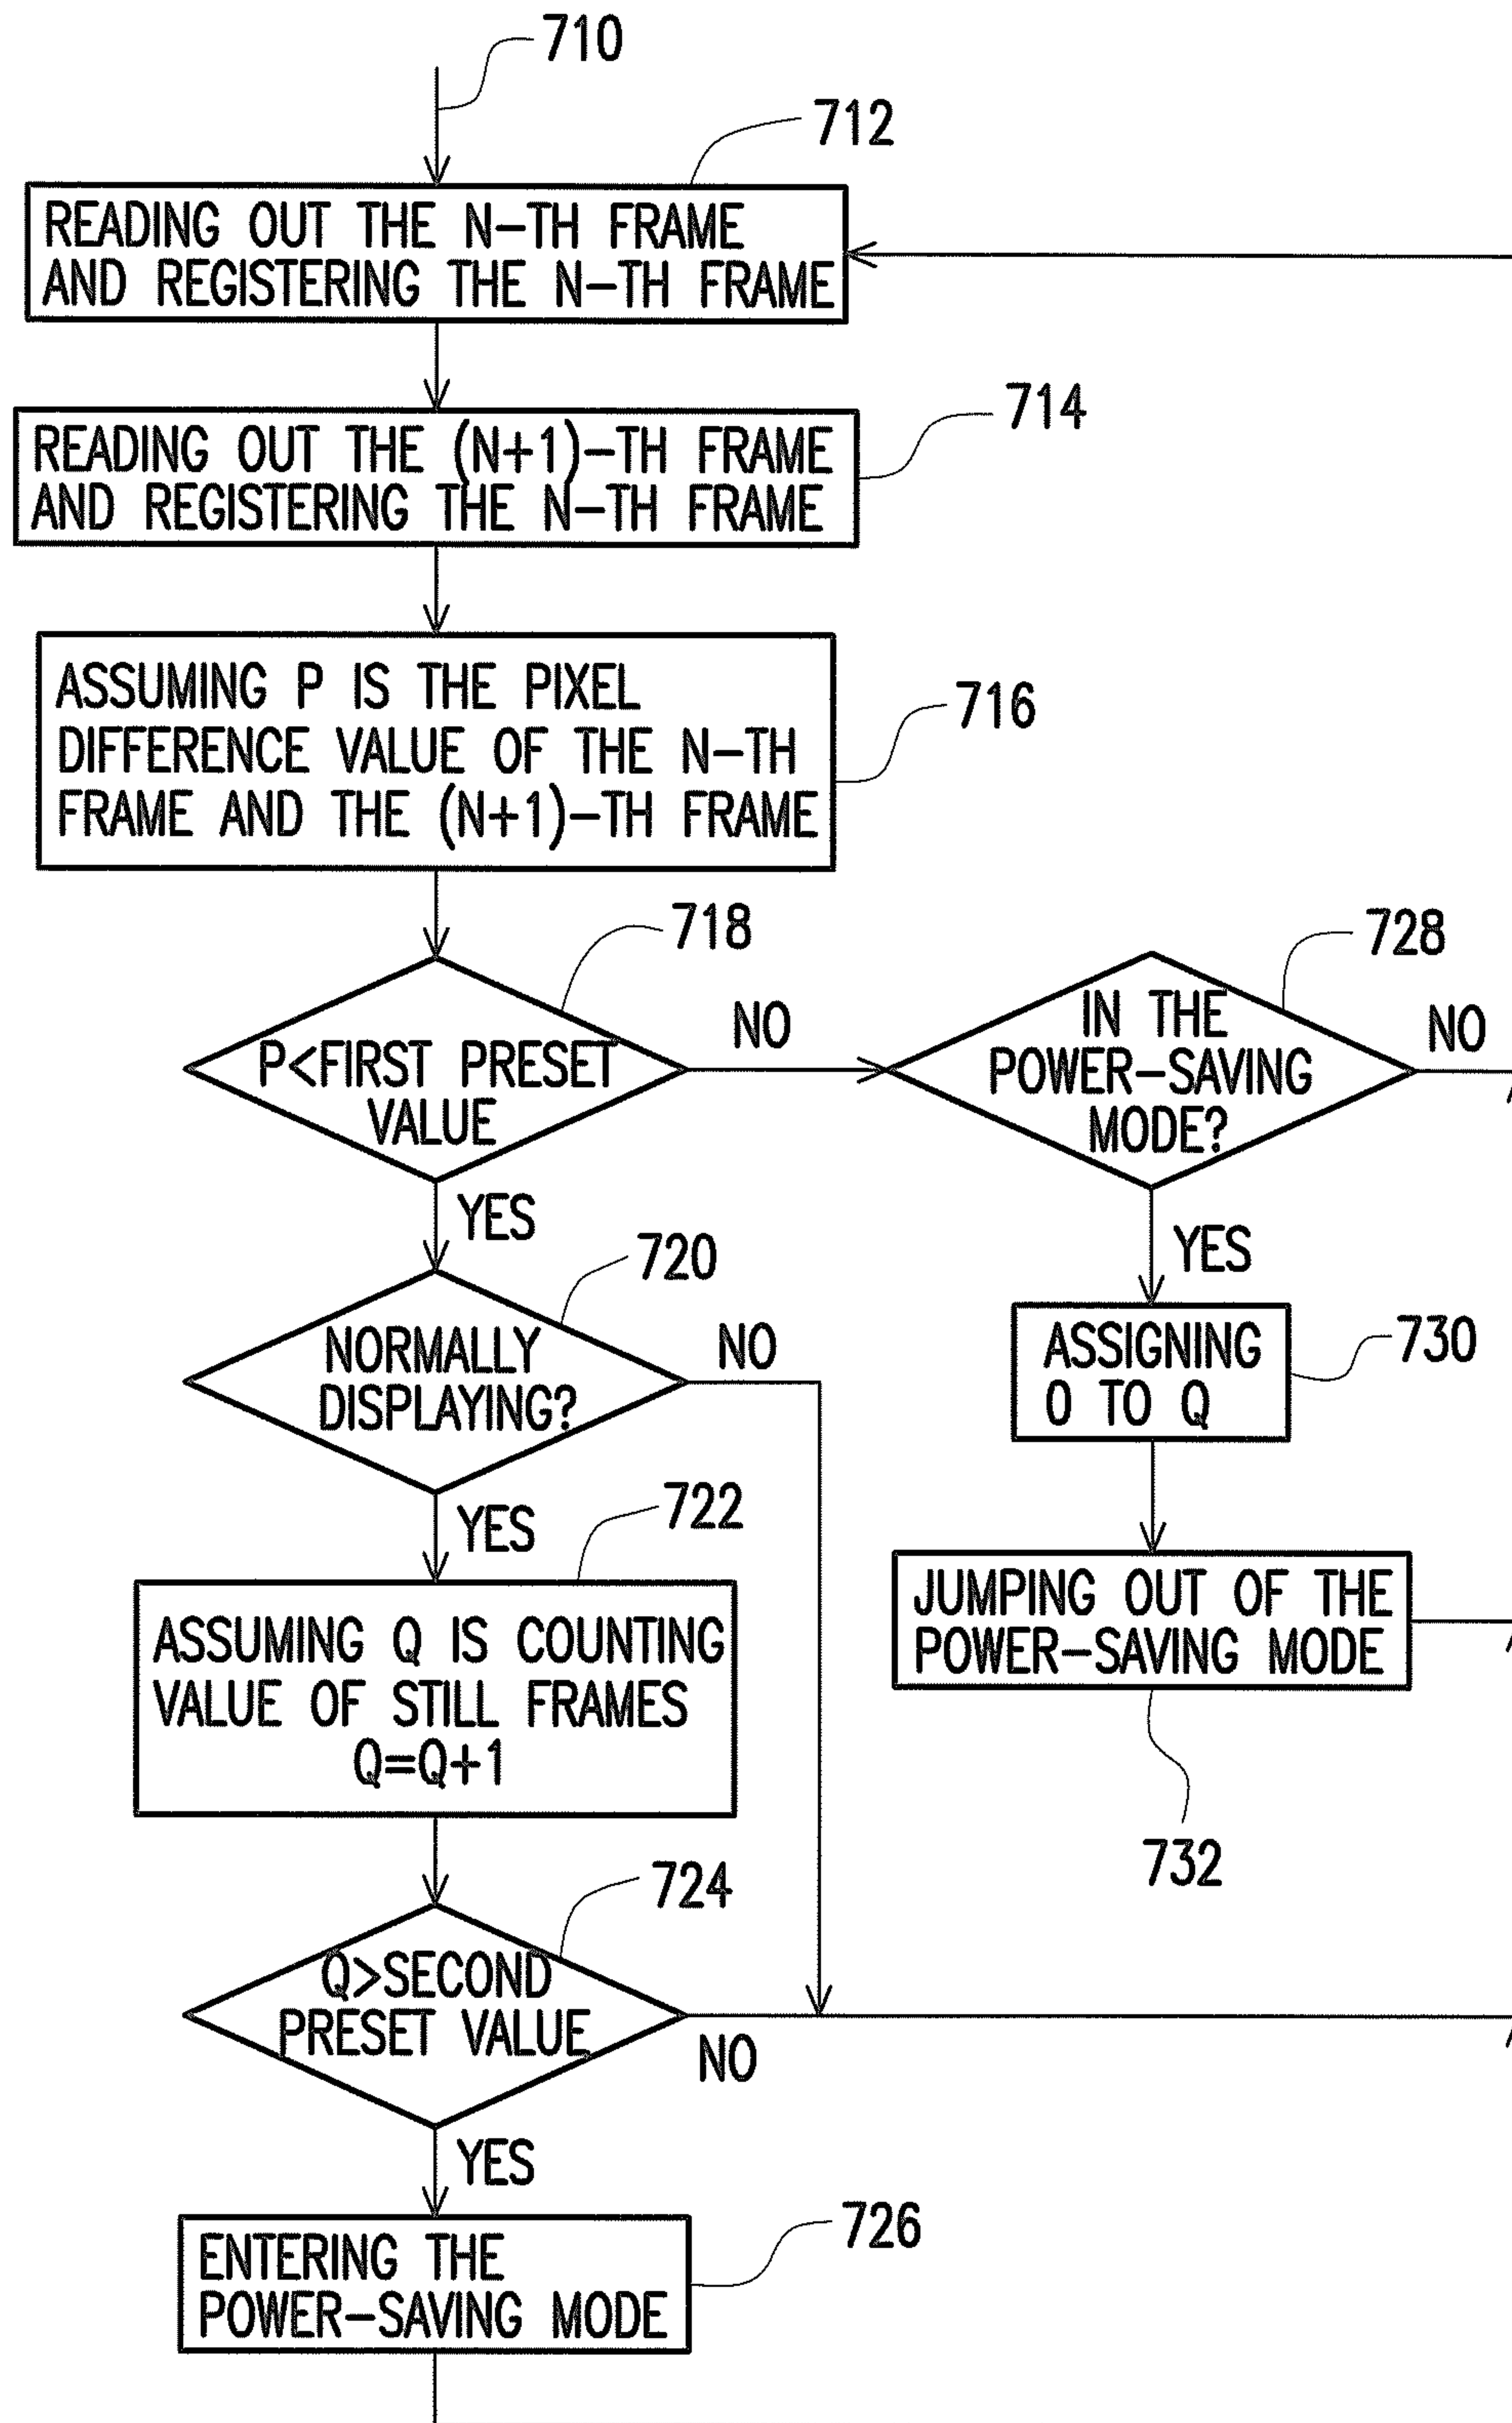 710
712
READING OUT THE N-TH FRAME
AND REGISTERING THE N-TH FRAME
714
READING OUT THE (N+1)-TH FRAME
AND REGISTERING THE N-TH FRAME
716
ASSUMING P IS THE PIXEL
DIFFERENCE VALUE OF THE N-TH
FRAME AND THE (N+1)-TH FRAME
718
P<FIRST PRESET
VALUE
NO
728
IN THE
POWER-SAVING
MODE?
NO
YES
YES
720
NORMALLY
DISPLAYING?
NO
730
ASSIGNING
0 TO Q
YES
722
ASSUMING Q IS COUNTING
VALUE OF STILL FRAMES
Q=Q+1
JUMPING OUT OF THE
POWER-SAVING MODE
732
724
Q>SECOND
PRESET VALUE
NO
YES
726
ENTERING THE
POWER-SAVING MODE